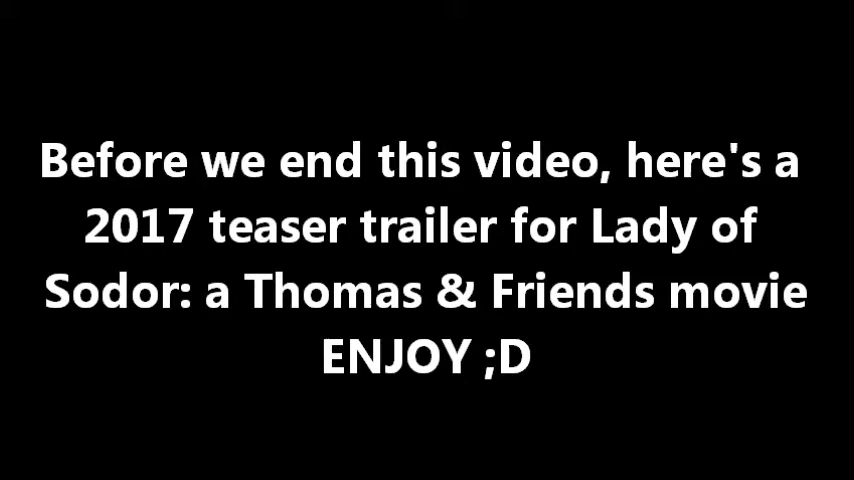 Before we end this video, here's a
2017 teaser trailer for Lady of
Sodor: a Thomas & Friends movie
ENJOY ;D